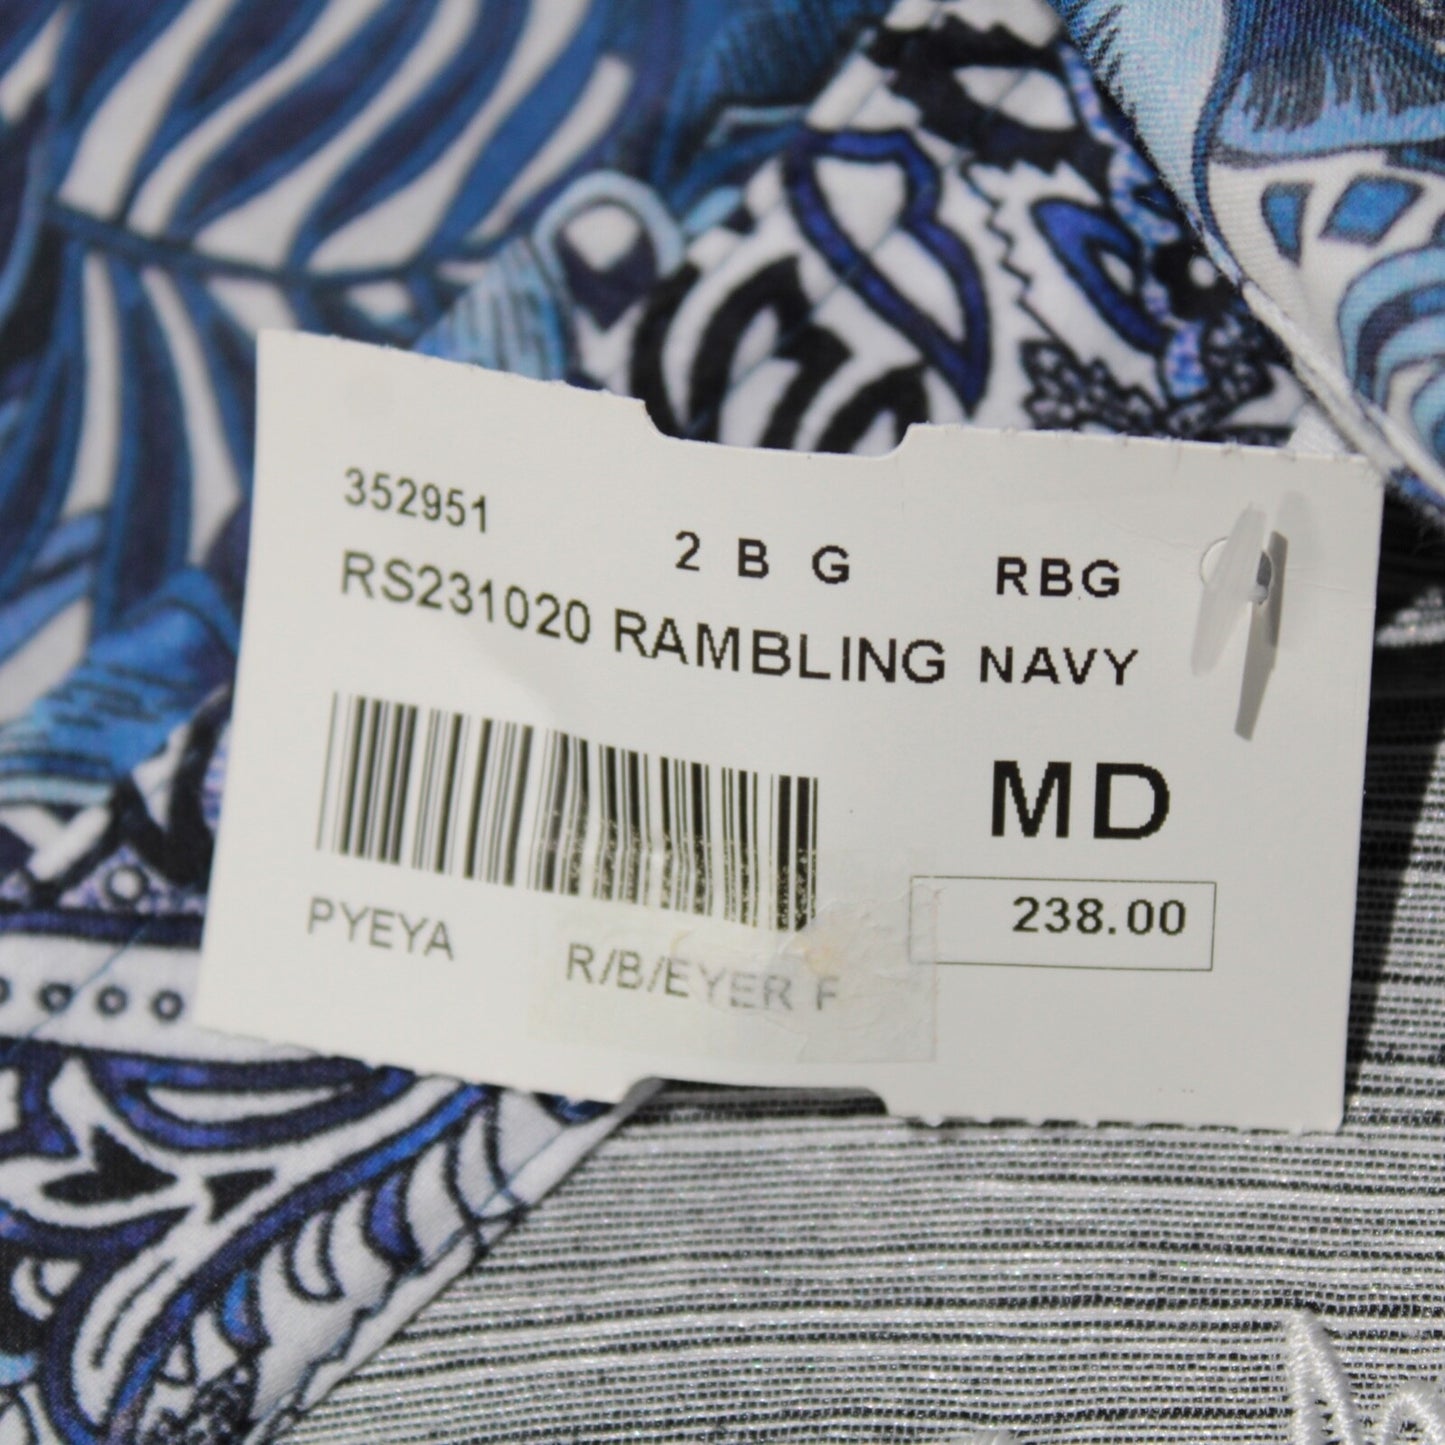 352951 2 B G RBG
RS231020 RAMBLING NAVY
MD
238.00
PYEYA R/B/EYER F